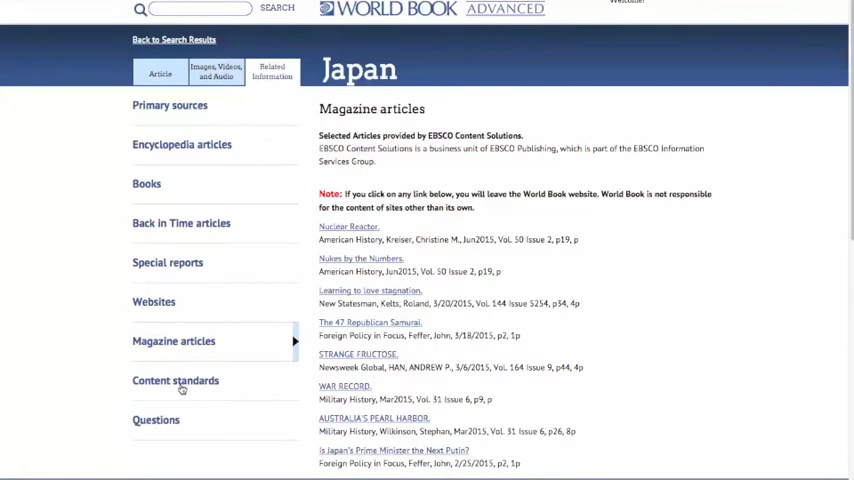 SEARCH
WORLD BOOK ADVANCED
Back to Search Results
Article
Images, Videos,
and Audio
Related
Information
Japan
Primary sources
Encyclopedia articles
Books
Back in Time articles
Special reports
Websites
Magazine articles
Content standards
Questions
Magazine articles
Selected Articles provided by EBSCO Content Solutions.
EBSCO Content Solutions is a business unit of EBSCO Publishing, which is part of the EBSCO Information
Services Group.
Note: If you click on any link below, you will leave the World Book website. World Book is not responsible
for the content of sites other than its own.
Nuclear Reactor.
American History, Kreiser, Christine M., Jun2015, Vol. 50 Issue 2, p19, p
Nukes by the Numbers.
American History, Jun2015, Vol. 50 Issue 2, p19, p
Learning to love stagnation.
New Statesman, Kelts, Roland, 3/20/2015, Vol. 144 Issue 5254, p34, 4p
The 47 Republican Samurai.
Foreign Policy in Focus, Feffer, John, 3/18/2015, p2, 1p
STRANGE FRUCTOSE.
Newsweek Global, HAN, ANDREW P., 3/6/2015, Vol. 164 Issue 9, p44, 4p
WAR RECORD.
Military History, Mar2015, Vol. 31 Issue 6, p9, p
AUSTRALIA'S PEARL HARBOR.
Military History, Wilkinson, Stephan, Mar2015, Vol. 31 Issue 6, p26, 8p
Is Japan's Prime Minister the Next Putin?
Foreign Policy in Focus, Feffer, John, 2/25/2015, p2, 1p